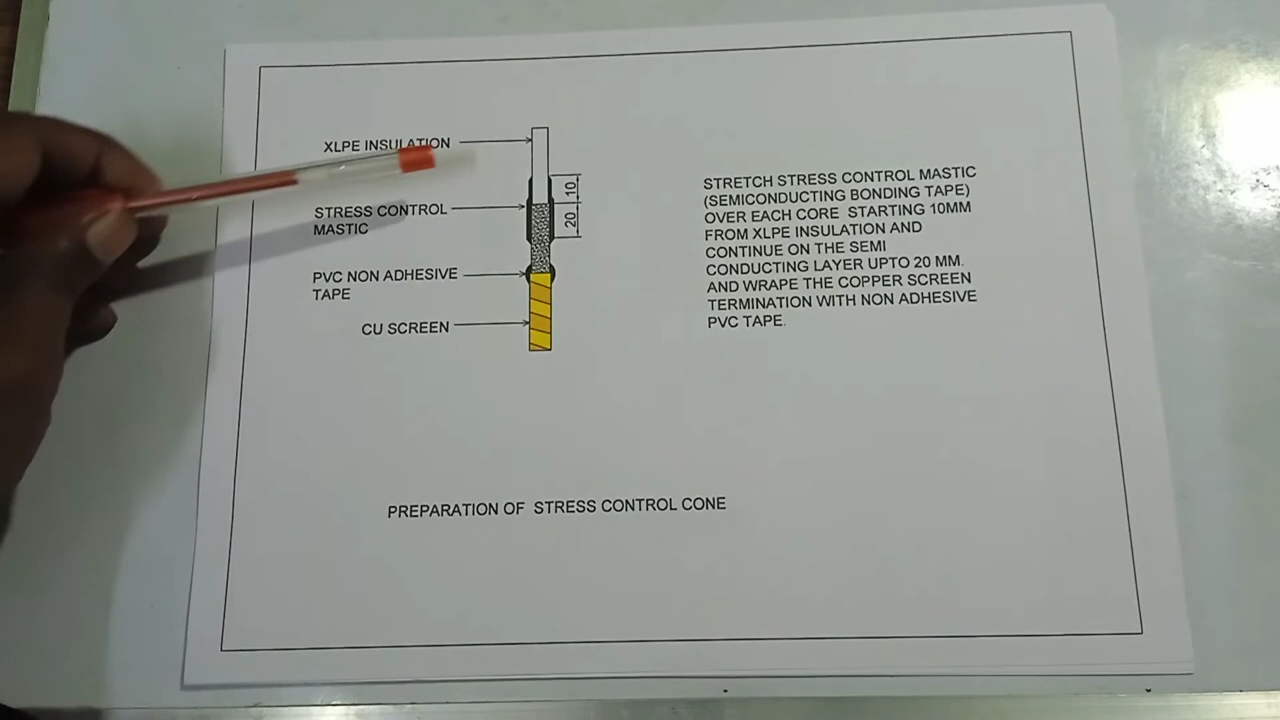 XLPE INSULATION
STRESS CONTROL
MASTIC
PVC NON ADHESIVE
TAPE
CU SCREEN
10
20
STRETCH STRESS CONTROL MASTIC
(SEMICONDUCTING BONDING TAPE)
OVER EACH CORE STARTING 10MM
FROM XLPE INSULATION AND
CONTINUE ON THE SEMI
CONDUCTING LAYER UPTO 20 MM.
AND WRAPE THE COPPER SCREEN
TERMINATION WITH NON ADHESIVE
PVC TAPE.
PREPARATION OF STRESS CONTROL CONE